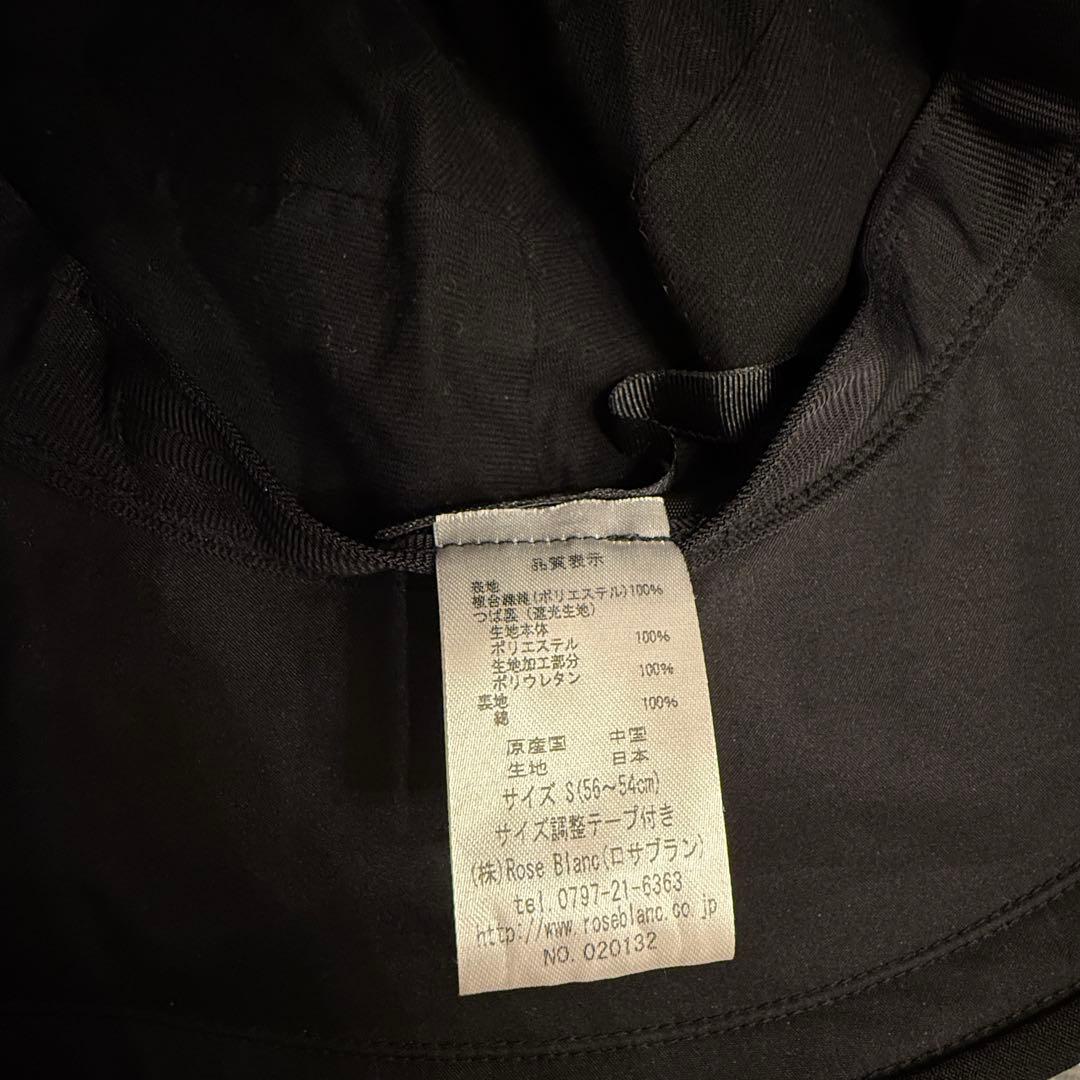 品質表示
表地
複合繊維(ポリエステル)100%
つば裏(遮光生地)
生地本体
ポリエステル 100%
生地加工部分
ポリウレタン 100%
裏地
綿 100%
原産国 中国
生地 日本
サイズ S(56〜54cm)
サイズ調整テープ付き
(株)Rose Blanc(ロサブラン)
tel.0797-21-6363
http://www.roseblanc.co.jp
NO. 020132